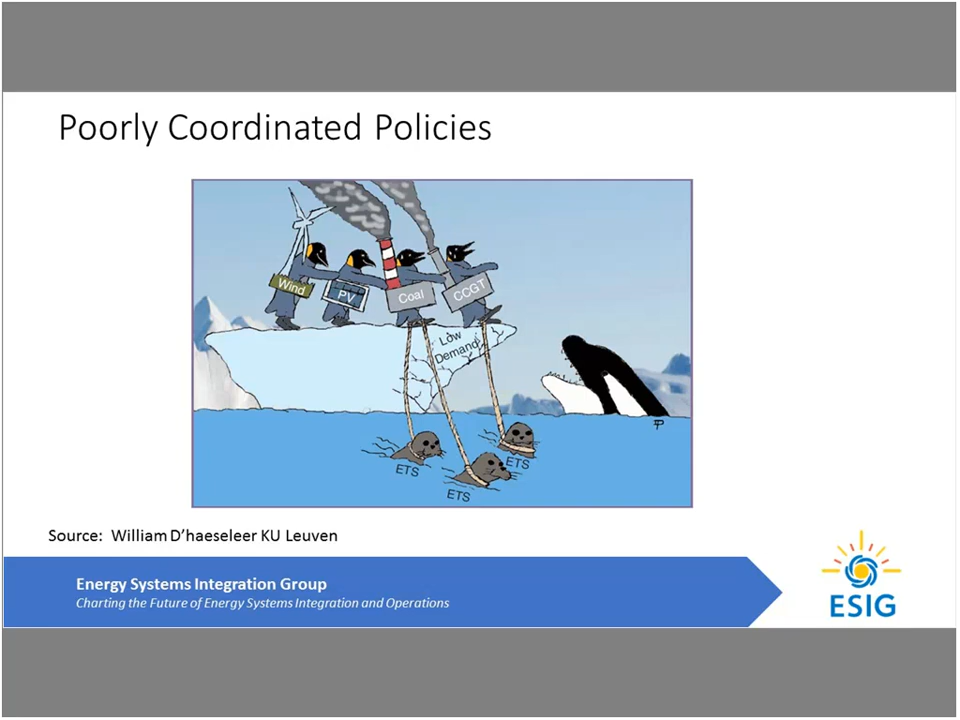 Poorly Coordinated Policies
Wind
PV
Coal
CCGT
Low
Demand
ETS
ETS
ETS
Source: William D’haeseleer KU Leuven
Energy Systems Integration Group
Charting the Future of Energy Systems Integration and Operations
ESIG